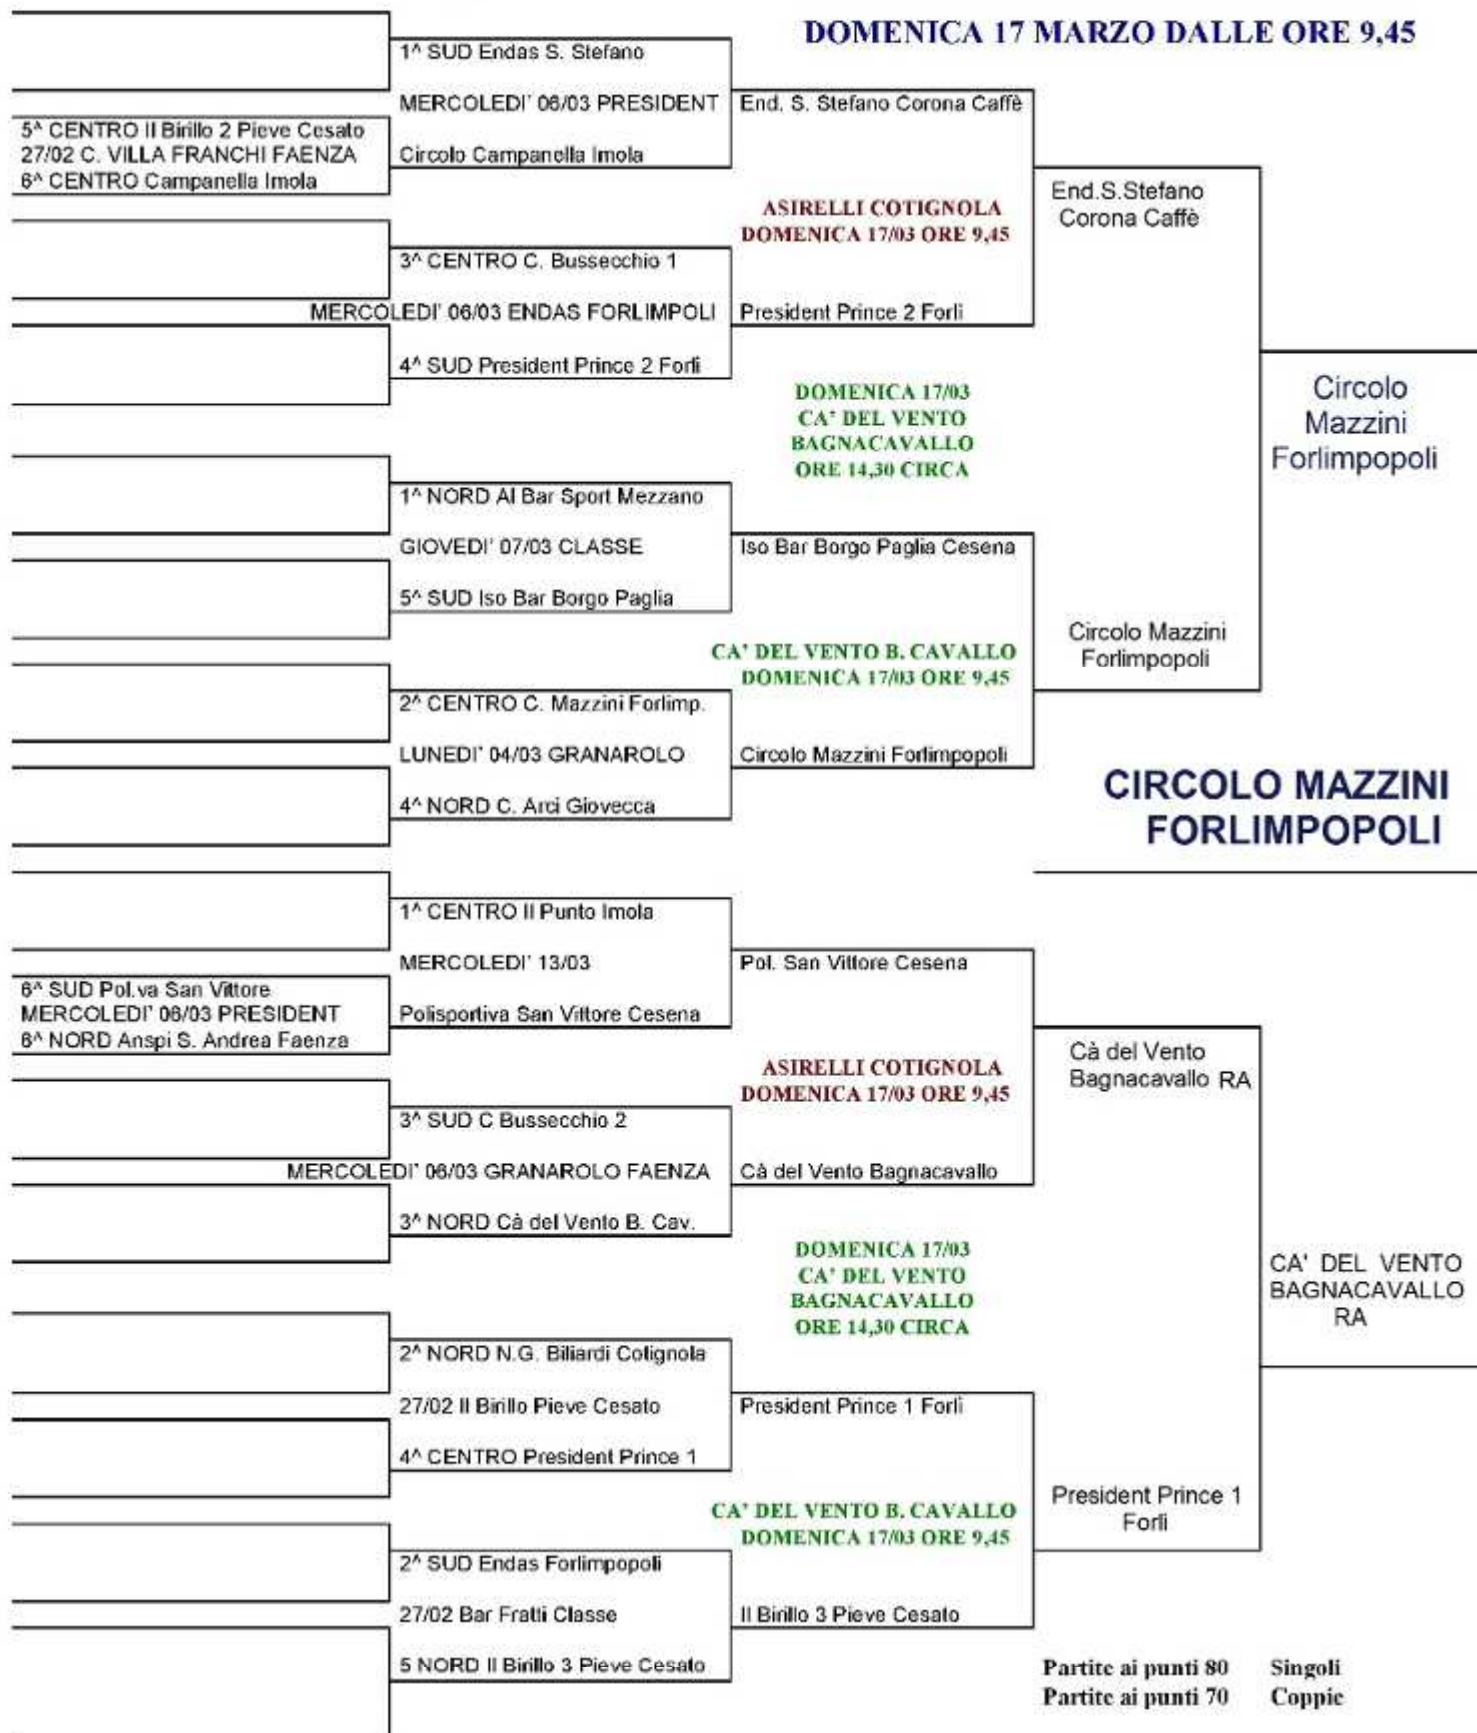 DOMENICA 17 MARZO DALLE ORE 9,45
1^ SUD Endas S. Stefano
MERCOLEDI' 06/03 PRESIDENT
End. S. Stefano Corona Caffè
5^ CENTRO Il Birillo 2 Pieve Cesato
27/02 C. VILLA FRANCHI FAENZA
Circolo Campanella Imola
6^ CENTRO Campanella Imola
End.S.Stefano
Corona Caffè
ASIRELLI COTIGNOLA
DOMENICA 17/03 ORE 9,45
3^ CENTRO C. Bussecchio 1
MERCOLEDI' 06/03 ENDAS FORLIMPOLI
President Prince 2 Forlì
4^ SUD President Prince 2 Forlì
DOMENICA 17/03
CA' DEL VENTO
BAGNACAVALLO
ORE 14,30 CIRCA
Circolo
Mazzini
Forlimpopoli
1^ NORD Al Bar Sport Mezzano
GIOVEDI' 07/03 CLASSE
Iso Bar Borgo Paglia Cesena
5^ SUD Iso Bar Borgo Paglia
Circolo Mazzini
Forlimpopoli
CA' DEL VENTO B. CAVALLO
DOMENICA 17/03 ORE 9,45
2^ CENTRO C. Mazzini Forlimp.
LUNEDI' 04/03 GRANAROLO
Circolo Mazzini Forlimpopoli
4^ NORD C. Arci Giovecca
CIRCOLO MAZZINI
FORLIMPOPOLI
1^ CENTRO Il Punto Imola
MERCOLEDI' 13/03
Pol. San Vittore Cesena
6^ SUD Pol.va San Vittore
MERCOLEDI' 06/03 PRESIDENT
Polisportiva San Vittore Cesena
6^ NORD Anspi S. Andrea Faenza
Cà del Vento
Bagnacavallo RA
ASIRELLI COTIGNOLA
DOMENICA 17/03 ORE 9,45
3^ SUD C Bussecchio 2
MERCOLEDI' 06/03 GRANAROLO FAENZA
Cà del Vento Bagnacavallo
3^ NORD Cà del Vento B. Cav.
DOMENICA 17/03
CA' DEL VENTO
BAGNACAVALLO
ORE 14,30 CIRCA
CA' DEL VENTO
BAGNACAVALLO
RA
2^ NORD N.G. Biliardi Cotignola
27/02 Il Birillo Pieve Cesato
President Prince 1 Forlì
4^ CENTRO President Prince 1
President Prince 1
Forlì
CA' DEL VENTO B. CAVALLO
DOMENICA 17/03 ORE 9,45
2^ SUD Endas Forlimpopoli
27/02 Bar Fratti Classe
Il Birillo 3 Pieve Cesato
5 NORD Il Birillo 3 Pieve Cesato
Partite ai punti 80 Singoli
Partite ai punti 70 Coppie